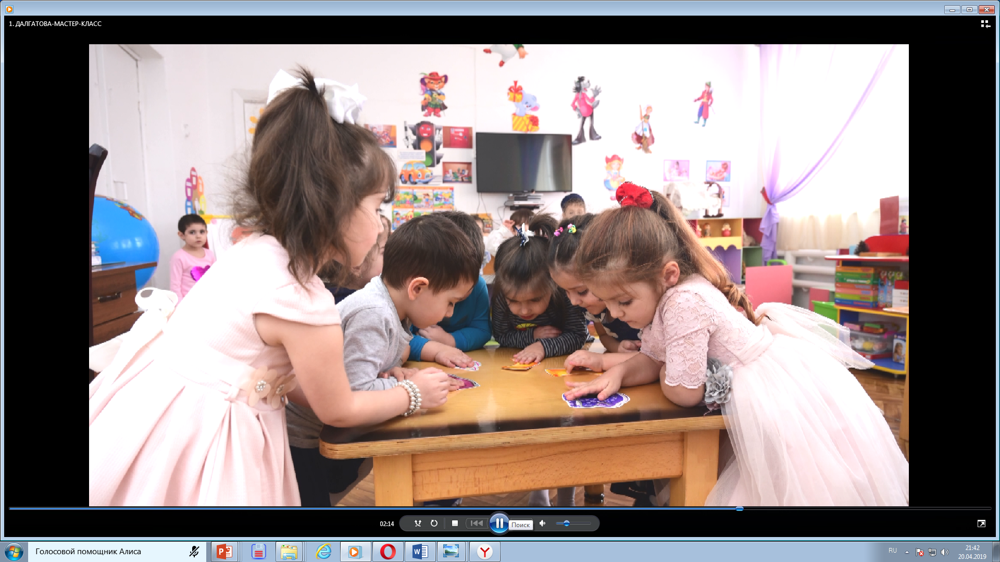 1. ДАЛГАТОВА-МАСТЕР-КЛАСС
02:14
Поиск
Голосовой помощник Алиса
RU
21:42
20.04.2019